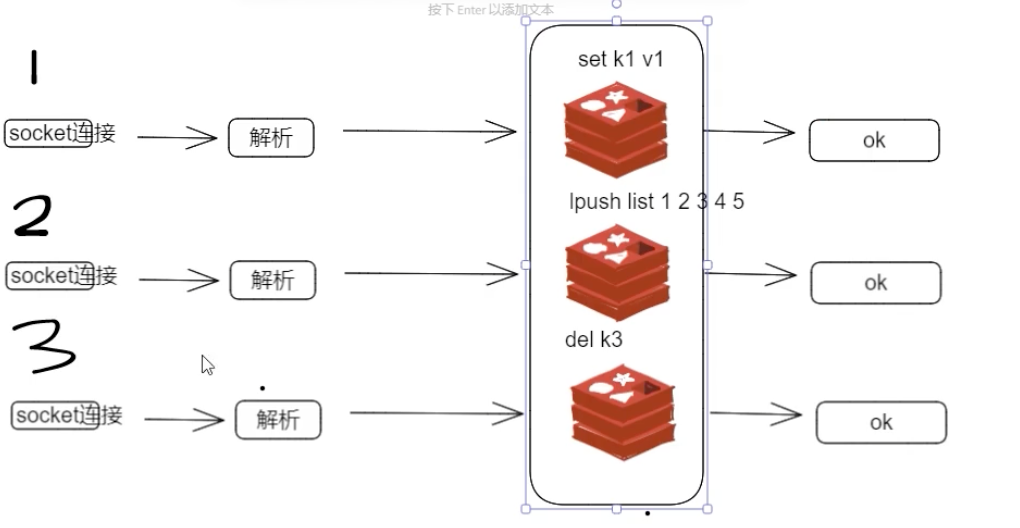 按下 Enter 以添加文本
1
set k1 v1
socket连接
解析
ok
2
lpush list 1 2 3 4 5
socket连接
解析
ok
3
del k3
socket连接
解析
ok